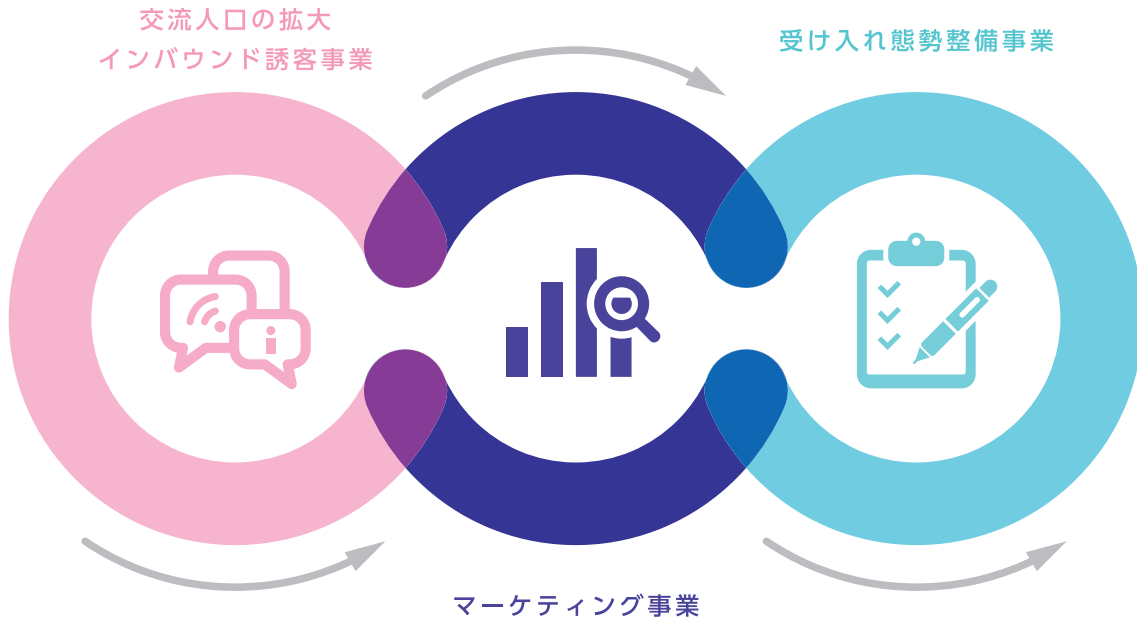 交流人口の拡大
インバウンド誘客事業
受け入れ態勢整備事業
マーケティング事業